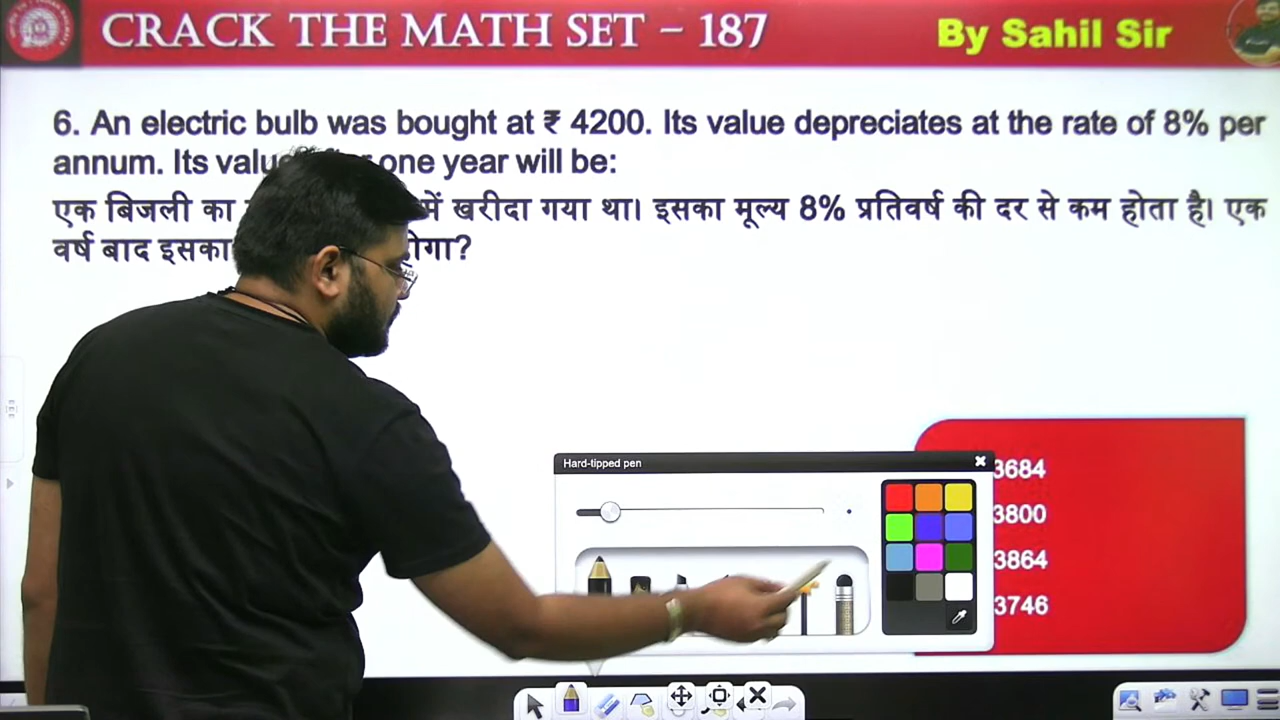 CRACK THE MATH SET – 187
By Sahil Sir
6. An electric bulb was bought at ₹ 4200. Its value depreciates at the rate of 8% per
annum. Its one year will be:
एक बिजली का में खरीदा गया था। इसका मूल्य 8% प्रतिवर्ष की दर से कम होता है। एक
वर्ष बाद इसका
Hard-tipped pen
3684
3800
3864
3746